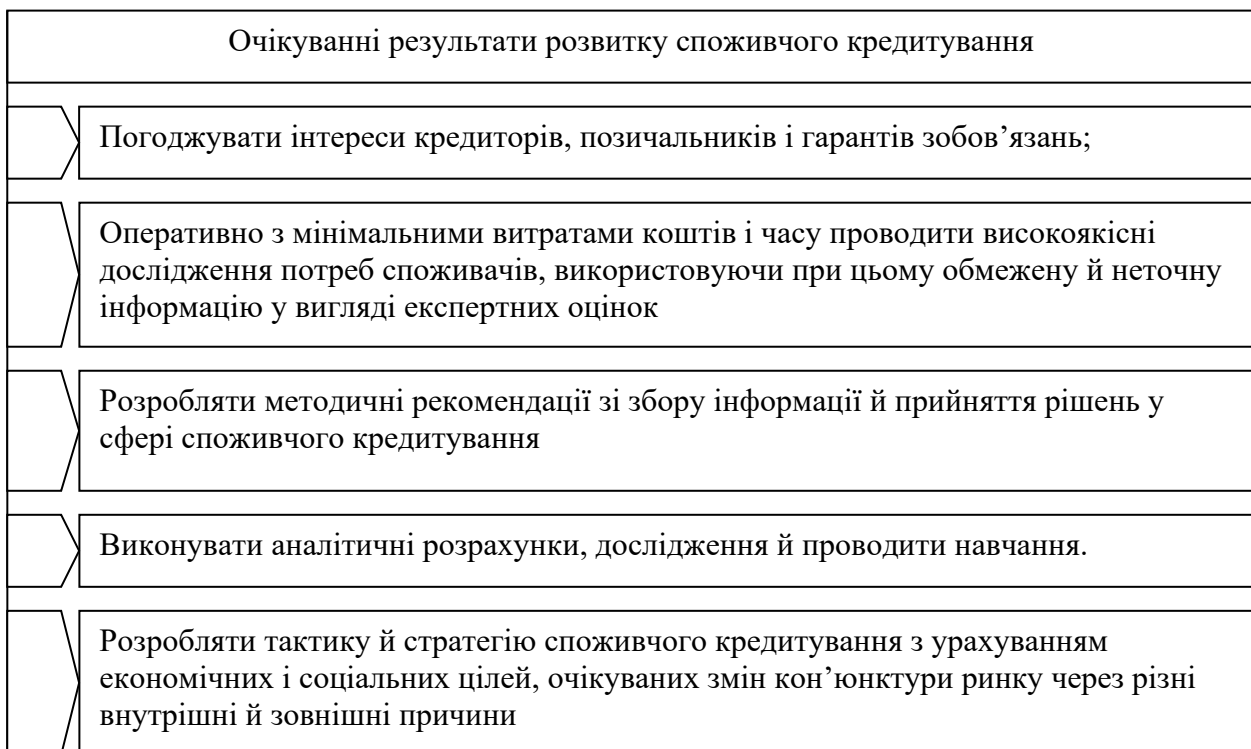 Очікуванні результати розвитку споживчого кредитування
Погоджувати інтереси кредиторів, позичальників і гарантів зобов’язань;
Оперативно з мінімальними витратами коштів і часу проводити високоякісні
дослідження потреб споживачів, використовуючи при цьому обмежену й неточну
інформацію у вигляді експертних оцінок
Розробляти методичні рекомендації зі збору інформації й прийняття рішень у
сфері споживчого кредитування
Виконувати аналітичні розрахунки, дослідження й проводити навчання.
Розробляти тактику й стратегію споживчого кредитування з урахуванням
економічних і соціальних цілей, очікуваних змін кон’юнктури ринку через різні
внутрішні й зовнішні причини